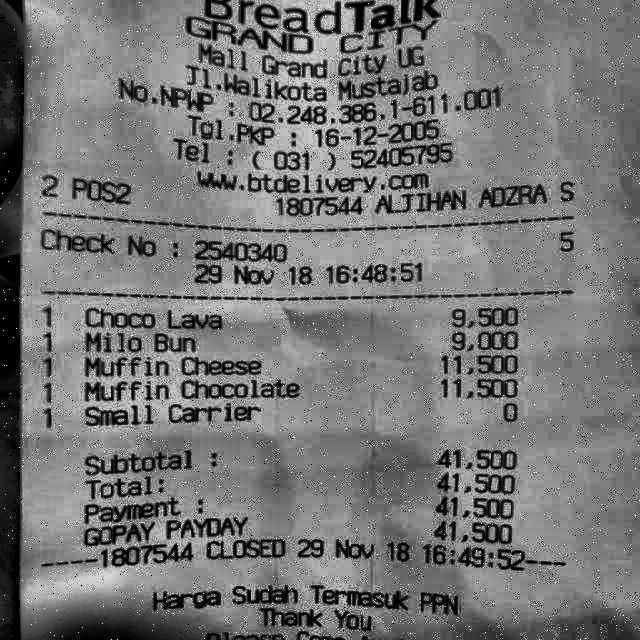 BreadTalk
GRAND CITY
Mall Grand City UG
Jl.Walikota Mustajab
No.NPWP : 02.248.386.1-611.001
Tgl.PKP : 16-12-2005
Tel : ( 031 ) 52405795
www.btdelivery.com
2 POS2 1807544 ALJIHAN ADZRA S
Check No : 2540340 5
29 Nov 18 16:48:51
1 Choco Lava 9,500
1 Milo Bun 9,000
1 Muffin Cheese 11,500
1 Muffin Chocolate 11,500
1 Small Carrier 0
Subtotal : 41,500
Total: 41,500
Payment : 41,500
GOPAY PAYDAY 41,500
-----1807544 CLOSED 29 Nov 18 16:49:52---
Harga Sudah Termasuk PPN
Thank You
Please Come